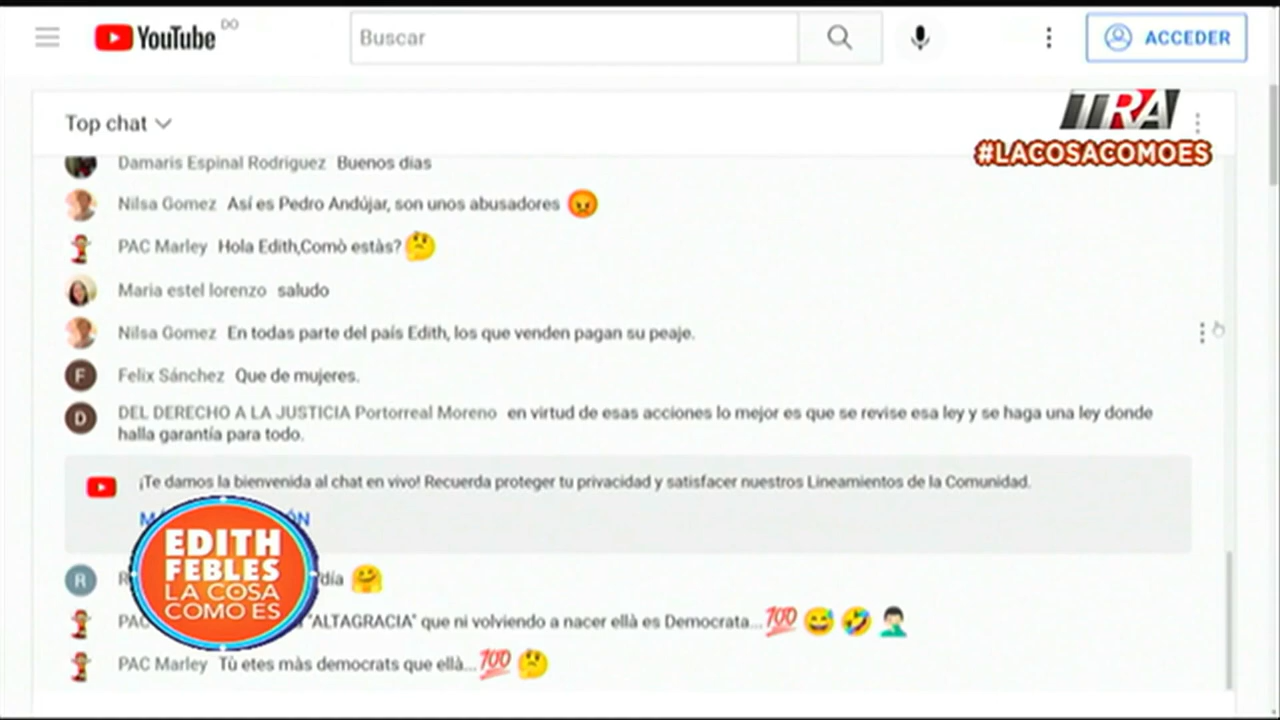 DO
YouTube
Buscar
ACCEDER
Top chat
TRA
#LACOSACOMOES
Damaris Espinal Rodriguez Buenos días
Nilsa Gomez Así es Pedro Andújar, son unos abusadores 😡
PAC Marley Hola Edith,Comò estàs? 🤔
Maria estel lorenzo saludo
Nilsa Gomez En todas parte del país Edith, los que venden pagan su peaje.
F Felix Sánchez Que de mujeres.
D DEL DERECHO A LA JUSTICIA Portorreal Moreno en virtud de esas acciones lo mejor es que se revise esa ley y se haga una ley donde
halla garantía para todo.
¡Te damos la bienvenida al chat en vivo! Recuerda proteger tu privacidad y satisfacer nuestros Lineamientos de la Comunidad.
EDITH
FEBLES
LA COSA
COMO ES
R día 🤗
"ALTAGRACIA" que ni volviendo a nacer ellà es Democrata...💯 😅 🤣 🤦🏻‍♂️
PAC Marley Tù etes màs democrats que ellà...💯 🤔